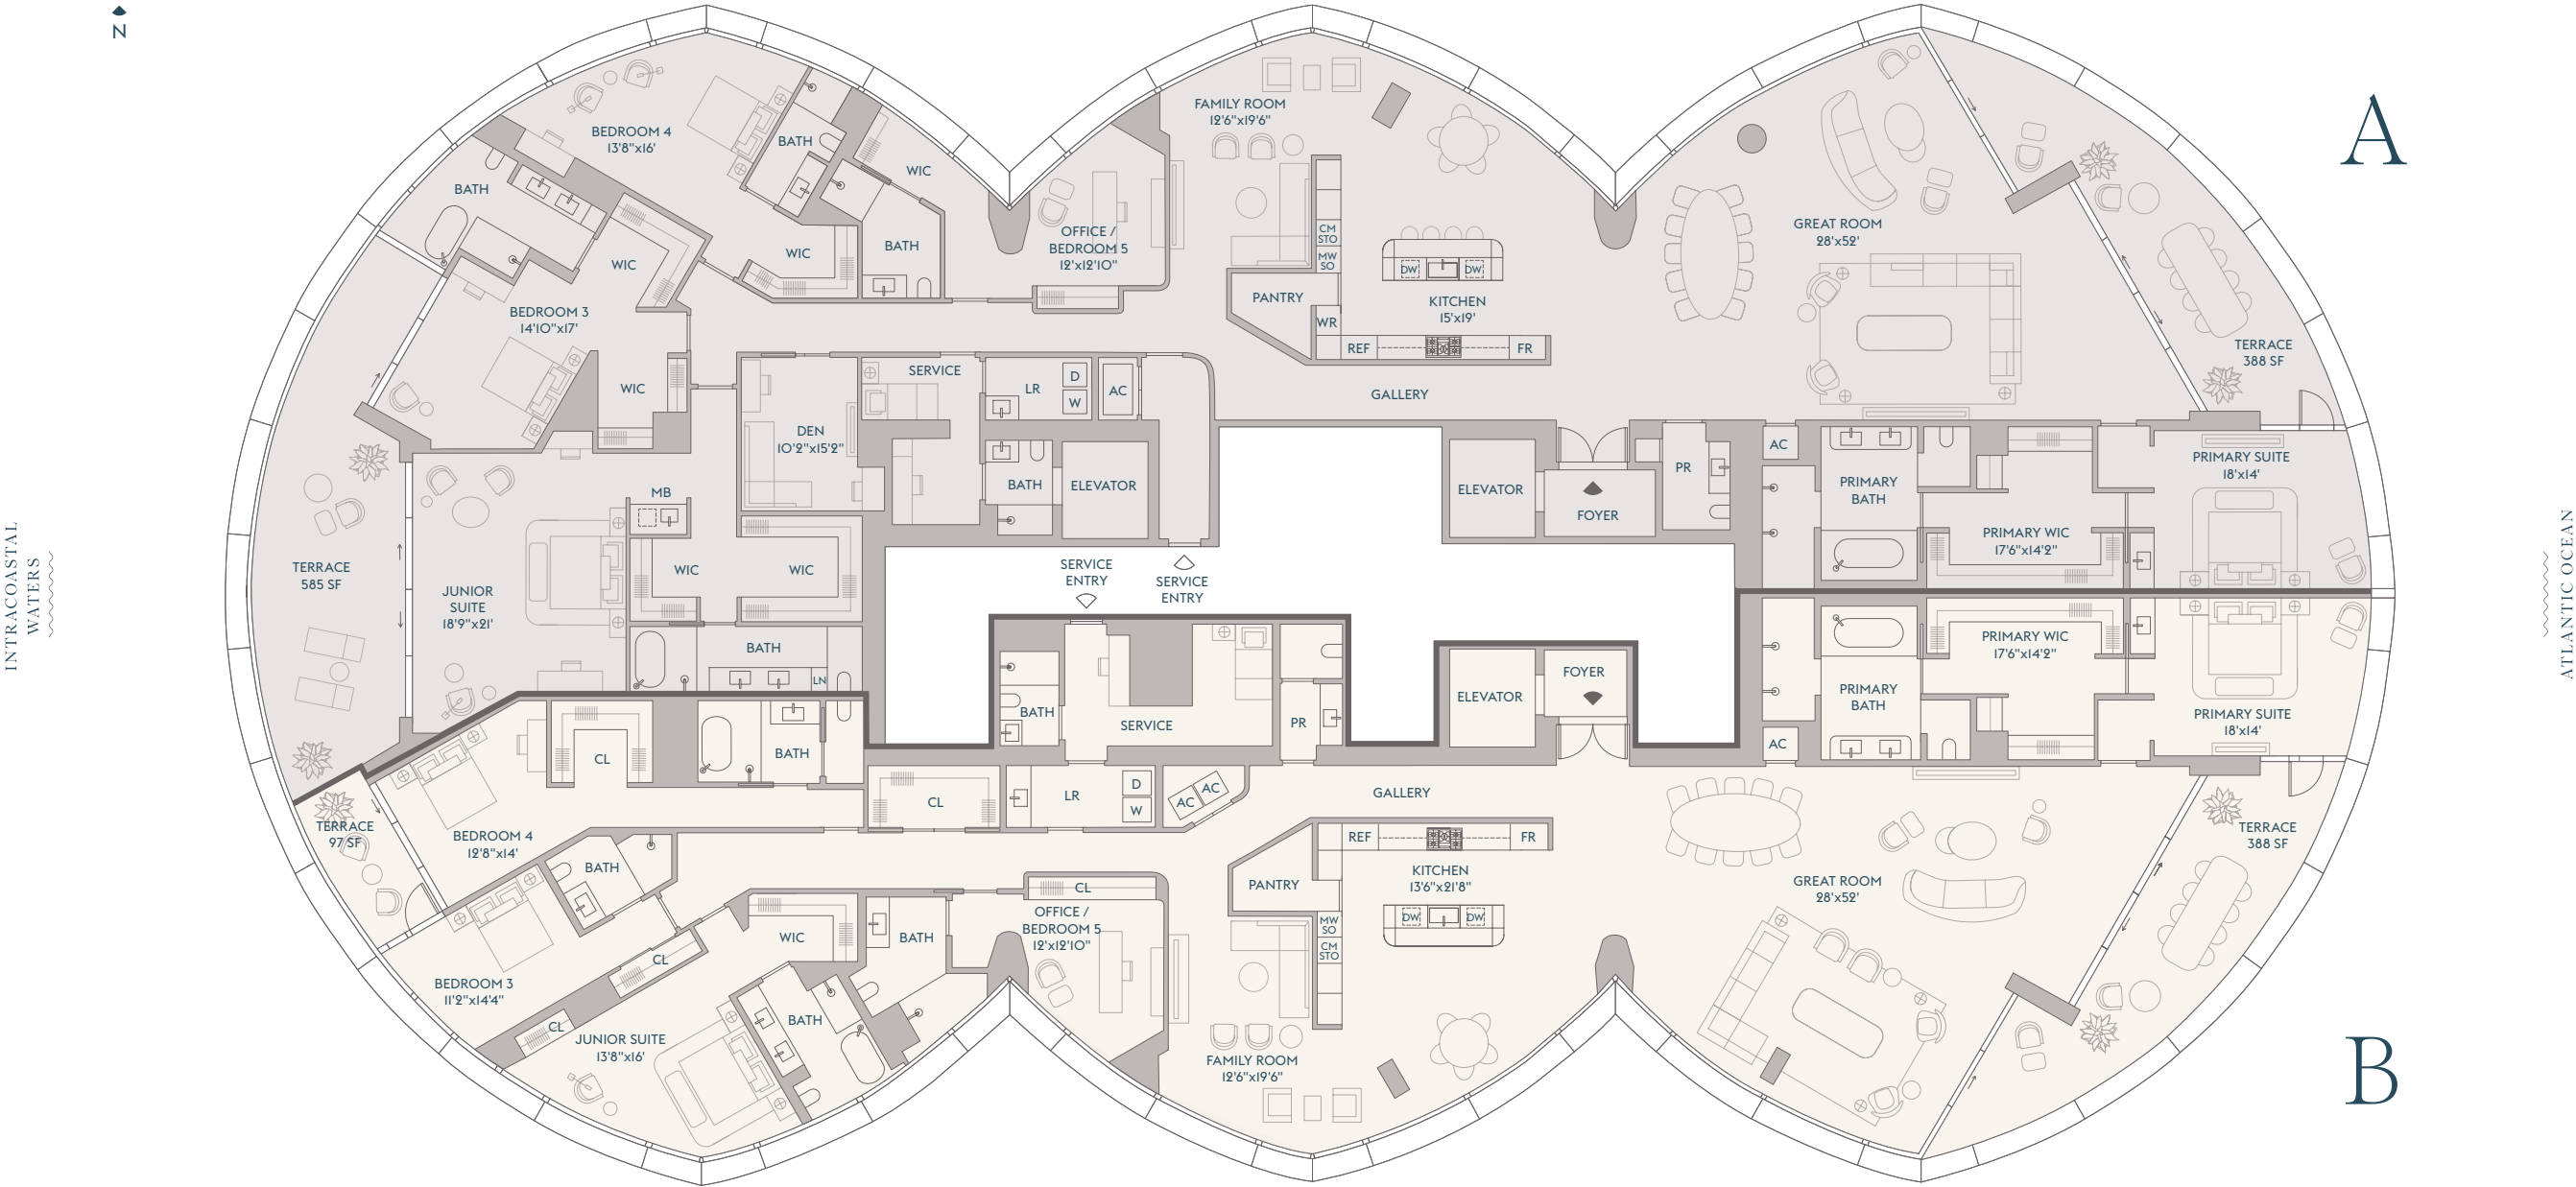 N
A
BEDROOM 4
13'8"x16'
BATH
WIC
BATH
WIC
BATH
WIC
BEDROOM 3
14'10"x17'
WIC
OFFICE /
BEDROOM 5
12'x12'10"
FAMILY ROOM
12'6"x19'6"
CM
STO
MW
SO
DW
DW
PANTRY
KITCHEN
15'x19'
WR
REF
FR
GREAT ROOM
28'x52'
TERRACE
388 SF
GALLERY
SERVICE
LR
D
W
AC
DEN
10'2"x15'2"
BATH
ELEVATOR
ELEVATOR
FOYER
PR
AC
PRIMARY
BATH
PRIMARY WIC
17'6"x14'2"
PRIMARY SUITE
18'x14'
MB
WIC
WIC
JUNIOR
SUITE
18'9"x21'
TERRACE
585 SF
BATH
LN
SERVICE
ENTRY
SERVICE
ENTRY
INTRACOASTAL
WATERS
ATLANTIC OCEAN
BATH
SERVICE
PR
ELEVATOR
FOYER
AC
PRIMARY
BATH
PRIMARY WIC
17'6"x14'2"
PRIMARY SUITE
18'x14'
CL
BATH
CL
LR
D
W
AC
AC
GALLERY
TERRACE
97 SF
BEDROOM 4
12'8"x14'
BATH
BEDROOM 3
11'2"x14'4"
CL
CL
WIC
BATH
CL
OFFICE /
BEDROOM 5
12'x12'10"
JUNIOR SUITE
13'8"x16'
BATH
PANTRY
REF
FR
KITCHEN
13'6"x21'8"
DW
DW
MW
SO
CM
STO
FAMILY ROOM
12'6"x19'6"
GREAT ROOM
28'x52'
TERRACE
388 SF
B